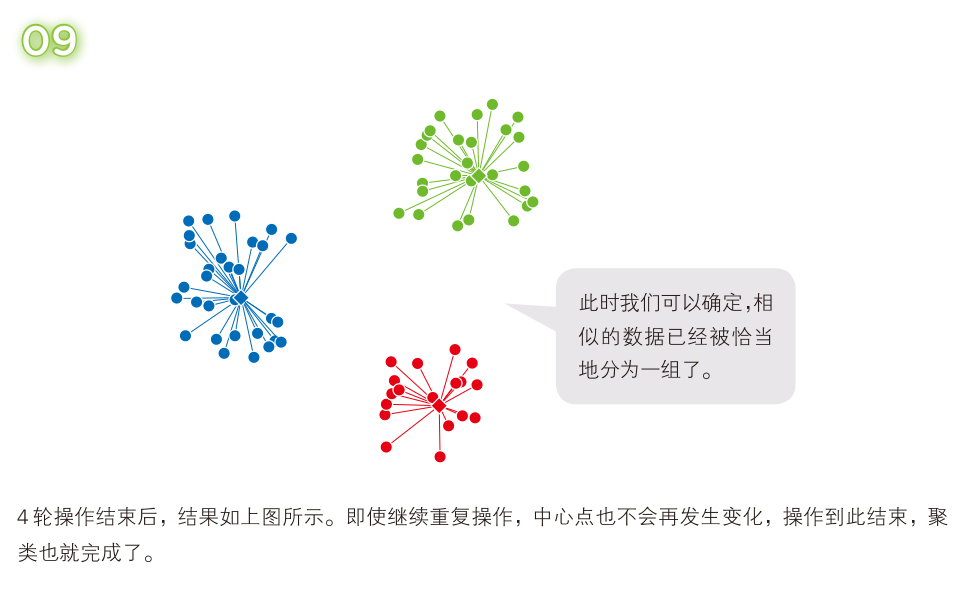 09
此时我们可以确定，相
似的数据已经被恰当
地分为一组了。
4 轮操作结束后，结果如上图所示。即使继续重复操作，中心点也不会再发生变化，操作到此结束，聚
类也就完成了。